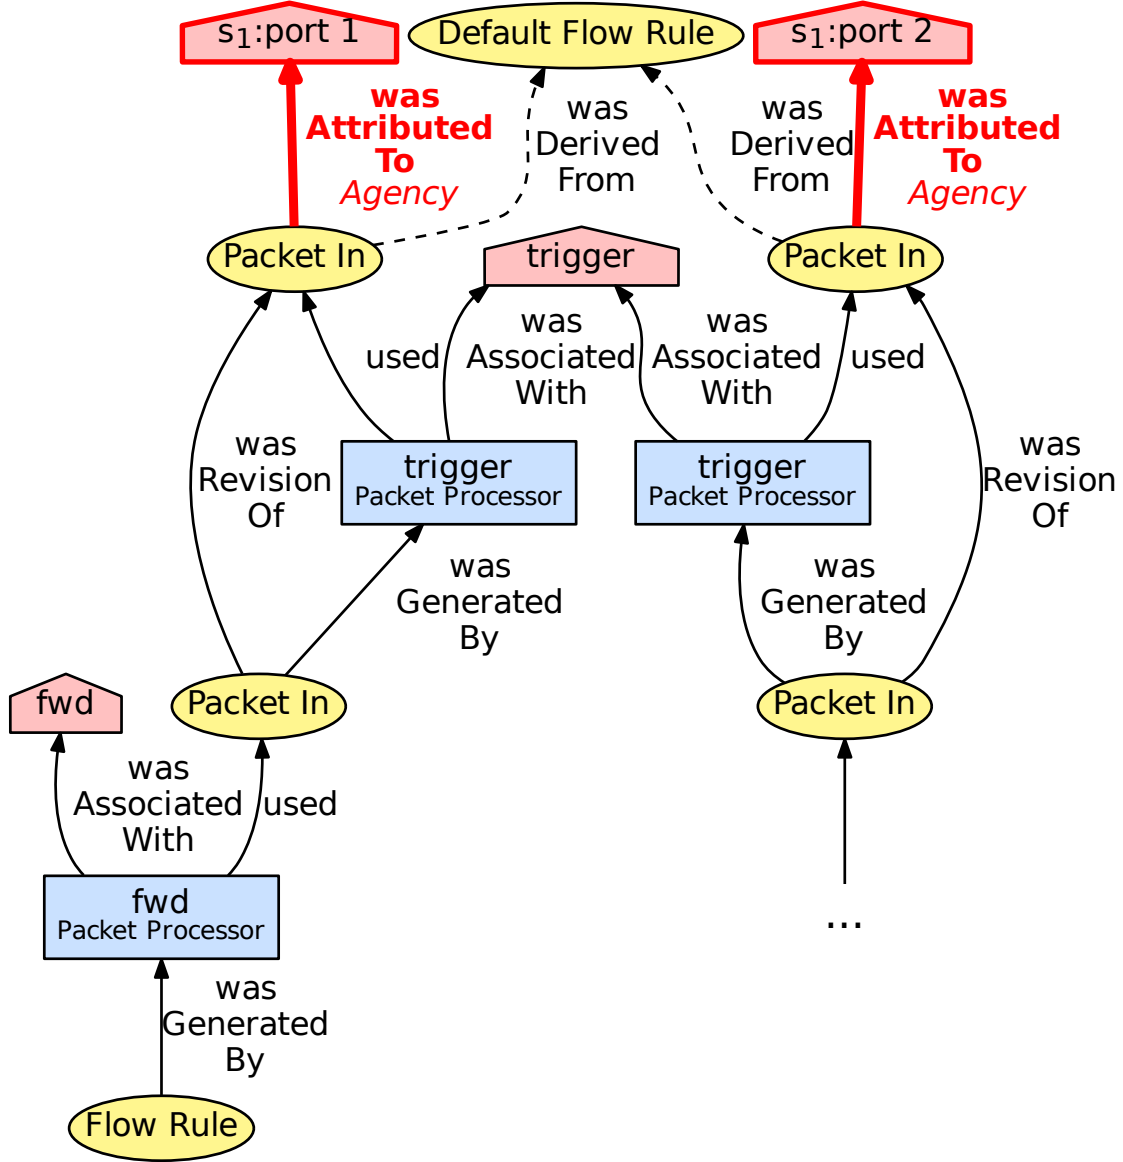 s1:port 1
Default Flow Rule
s1:port 2
was
Attributed
To
Agency
was
Derived
From
was
Derived
From
was
Attributed
To
Agency
Packet In
trigger
Packet In
used
was
Associated
With
was
Associated
With
used
was
Revision
Of
trigger
Packet Processor
trigger
Packet Processor
was
Revision
Of
was
Generated
By
was
Generated
By
fwd
Packet In
Packet In
was
Associated
With
used
fwd
Packet Processor
...
was
Generated
By
Flow Rule